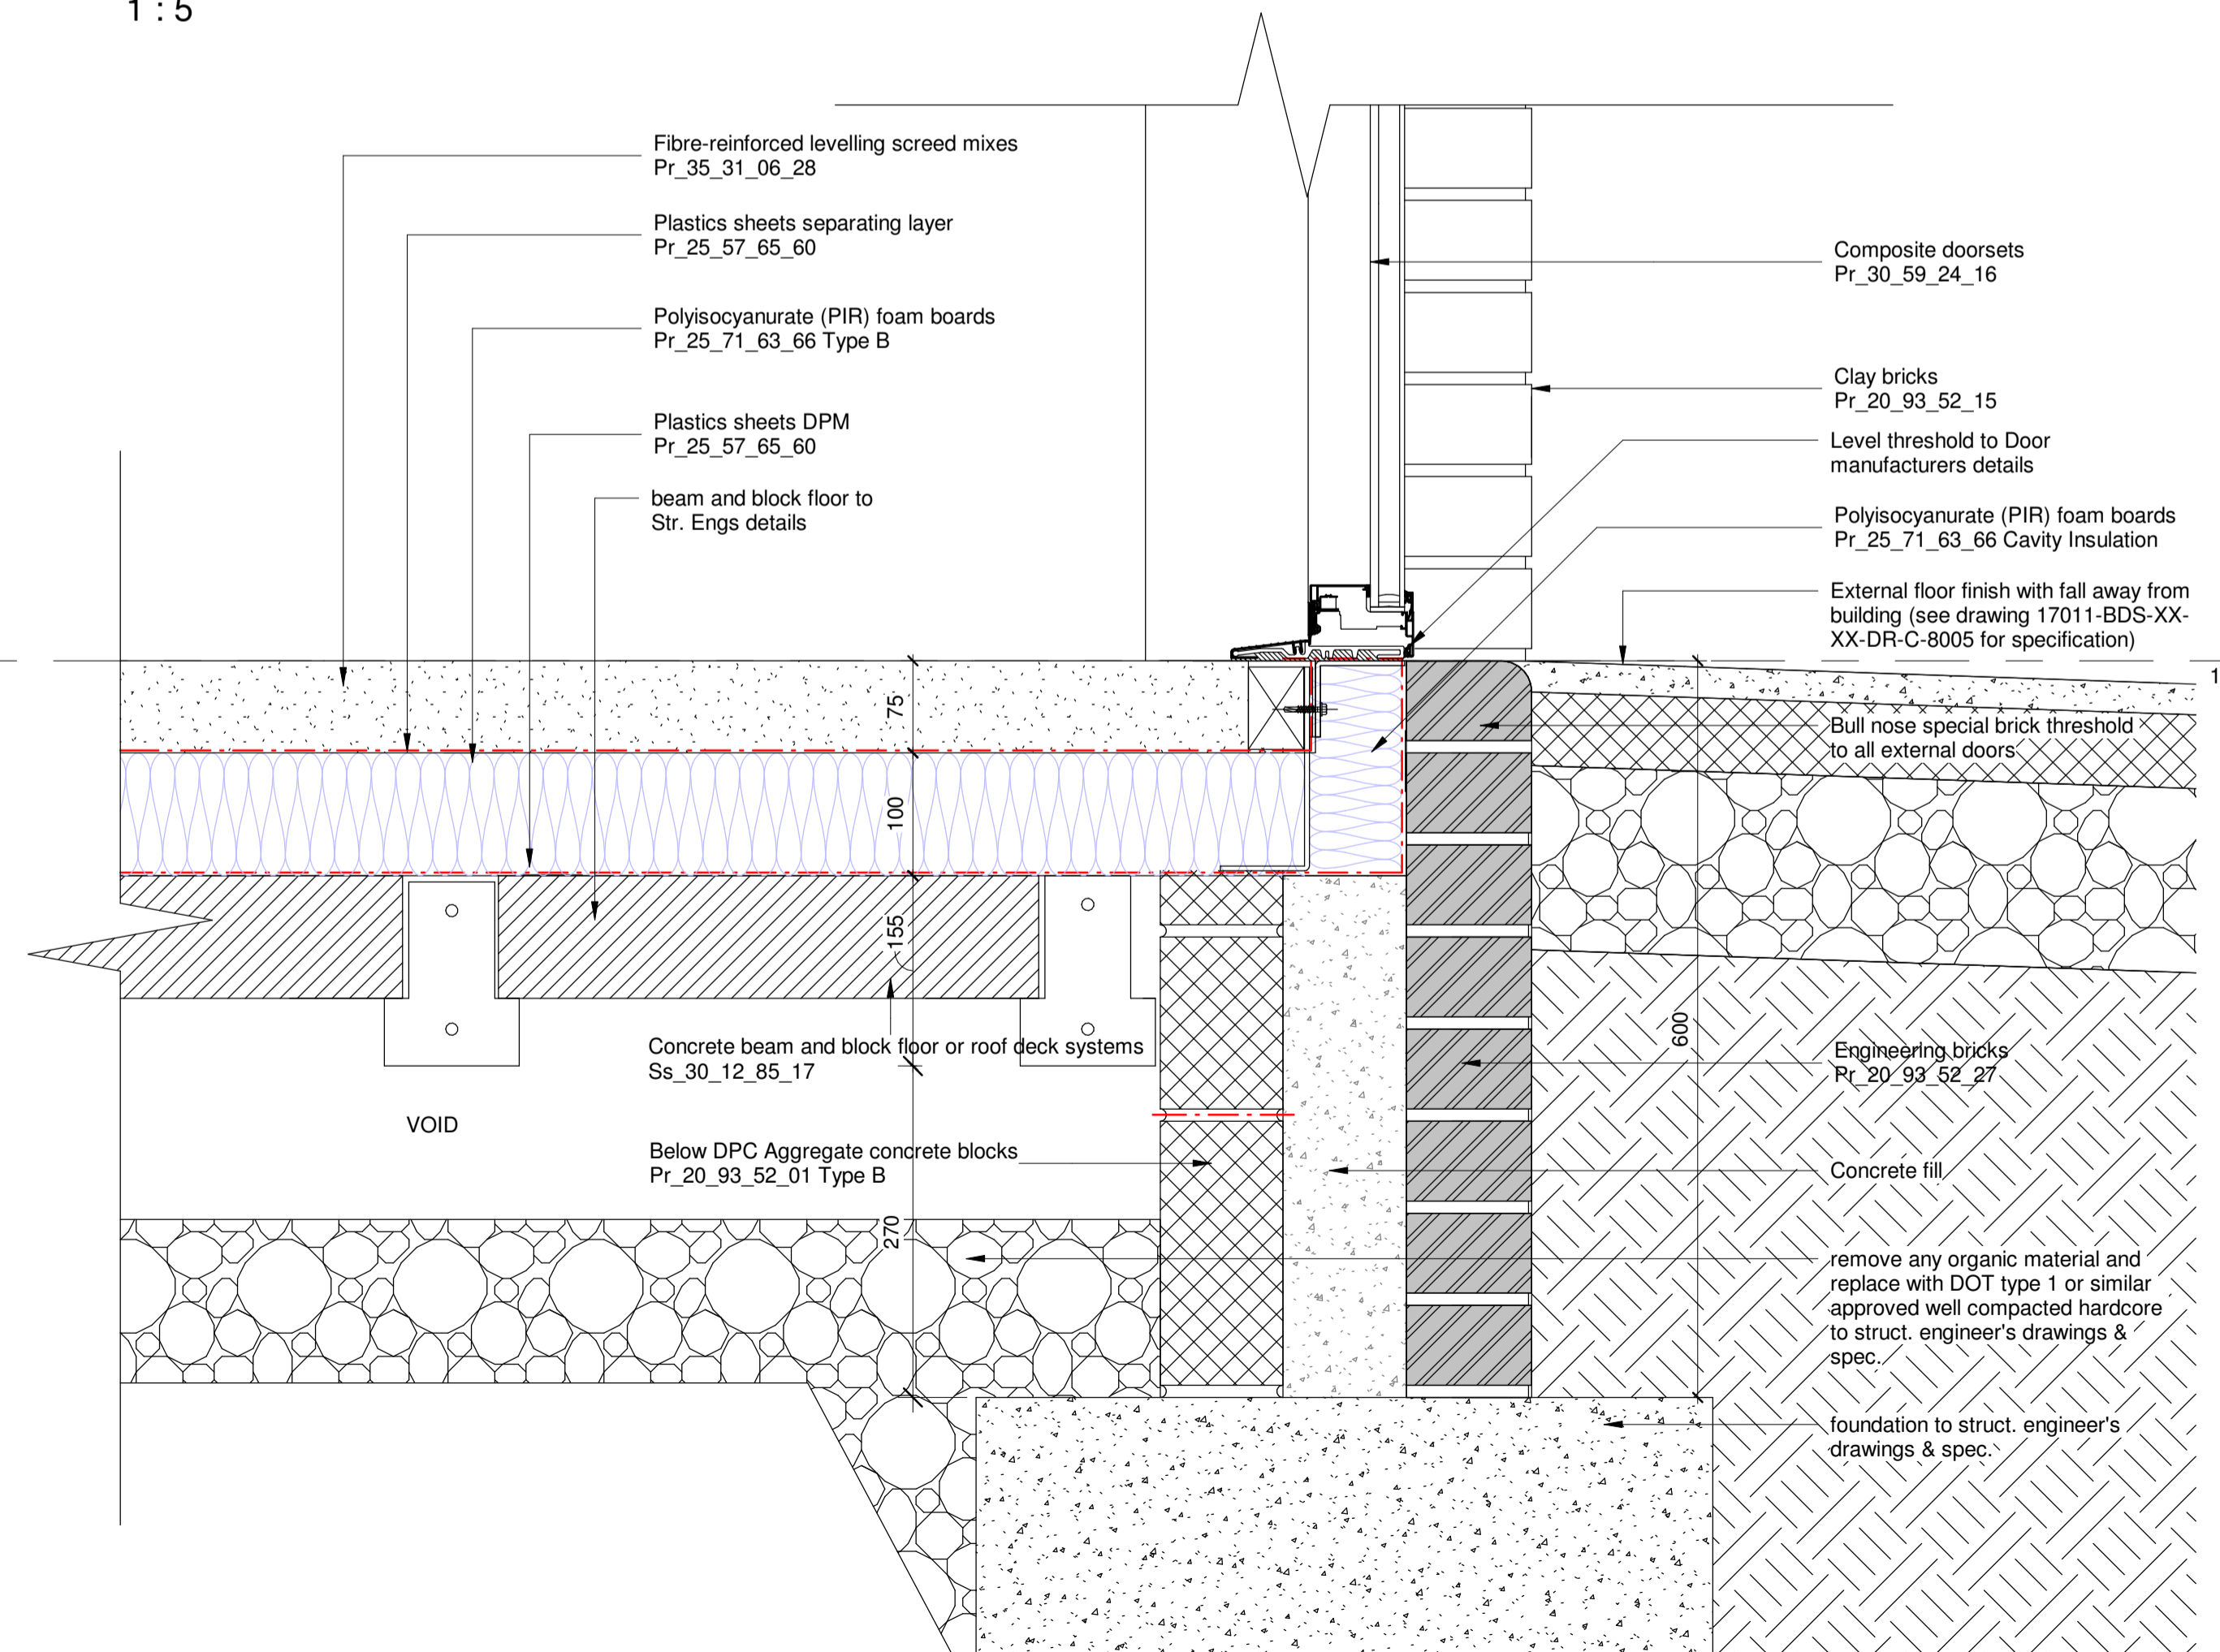 1 : 5
Fibre-reinforced levelling screed mixes
Pr_35_31_06_28
Plastics sheets separating layer
Pr_25_57_65_60
Polyisocyanurate (PIR) foam boards
Pr_25_71_63_66 Type B
Plastics sheets DPM
Pr_25_57_65_60
beam and block floor to
Str. Engs details
75
100
155
Concrete beam and block floor or roof deck systems
Ss_30_12_85_17
VOID
Below DPC Aggregate concrete blocks
Pr_20_93_52_01 Type B
270
Composite doorsets
Pr_30_59_24_16
Clay bricks
Pr_20_93_52_15
Level threshold to Door
manufacturers details
Polyisocyanurate (PIR) foam boards
Pr_25_71_63_66 Cavity Insulation
External floor finish with fall away from
building (see drawing 17011-BDS-XX-
XX-DR-C-8005 for specification)
1
Bull nose special brick threshold
to all external doors
600
Engineering bricks
Pr_20_93_52_27
Concrete fill
remove any organic material and
replace with DOT type 1 or similar
approved well compacted hardcore
to struct. engineer's drawings &
spec.
foundation to struct. engineer's
drawings & spec.